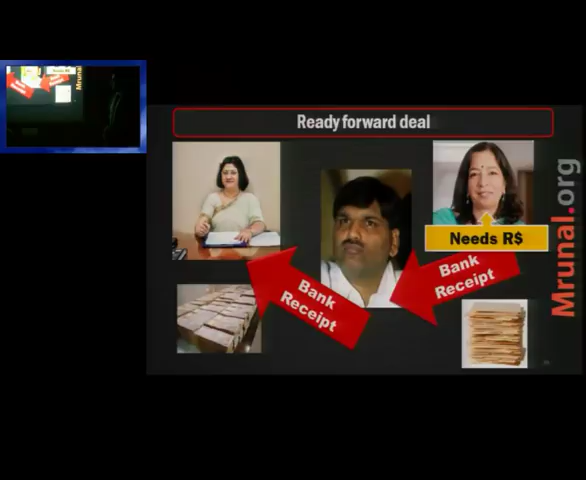 Ready forward deal
Needs R$
Bank
Receipt
Bank
Receipt
Mrunal.org